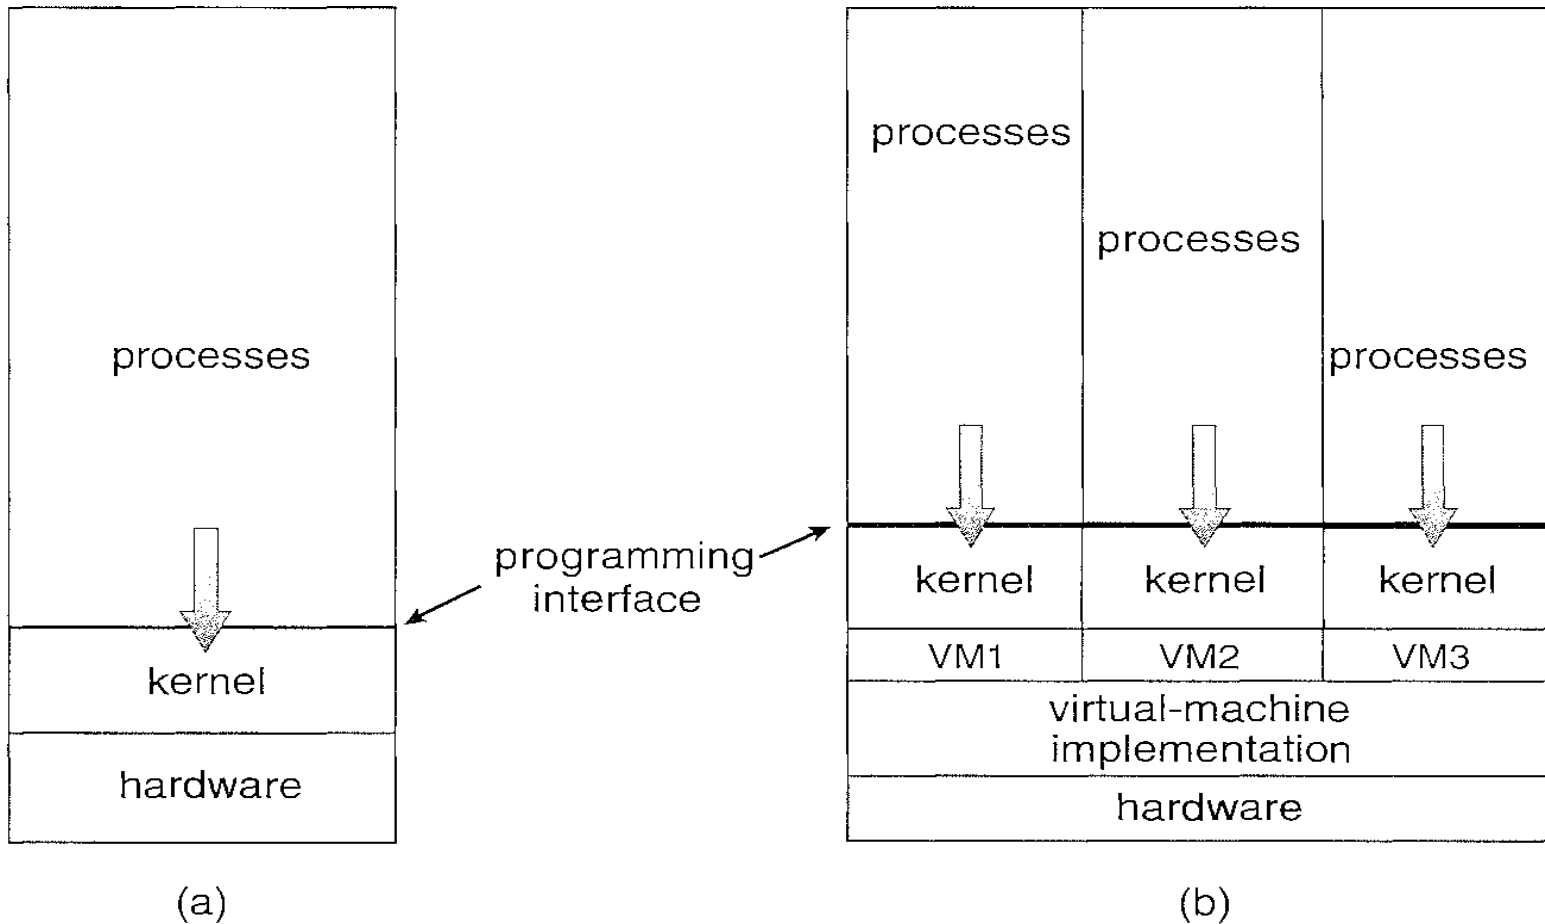 processes
kernel
hardware
(a)
programming
interface
processes
processes
processes
kernel
kernel
kernel
VM1
VM2
VM3
virtual-machine
implementation
hardware
(b)